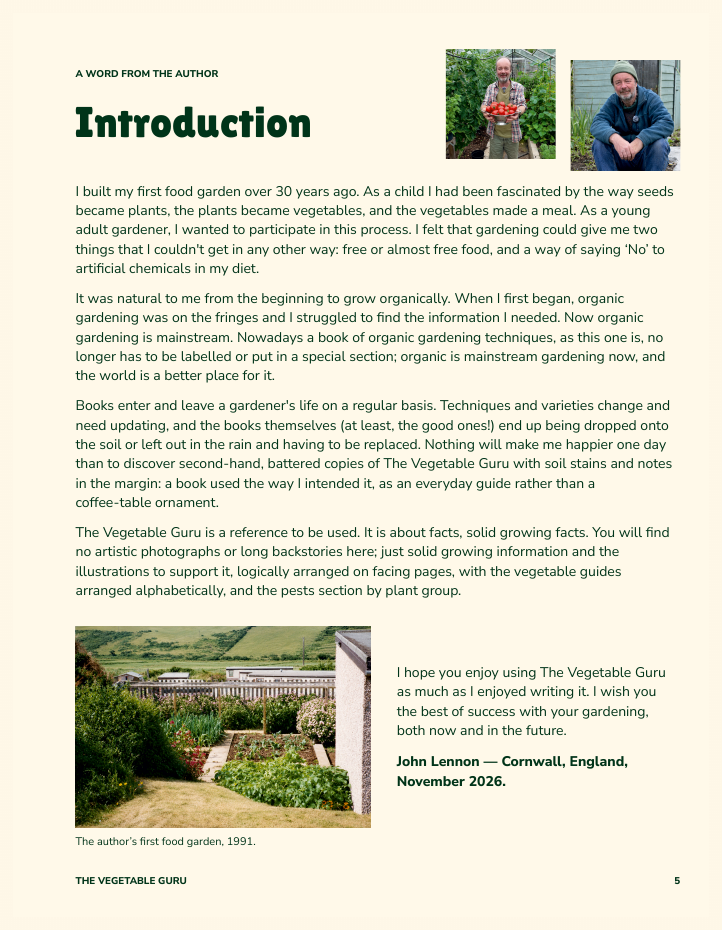 A WORD FROM THE AUTHOR
Introduction
I built my first food garden over 30 years ago. As a child I had been fascinated by the way seeds
became plants, the plants became vegetables, and the vegetables made a meal. As a young
adult gardener, I wanted to participate in this process. I felt that gardening could give me two
things that I couldn't get in any other way: free or almost free food, and a way of saying ‘No’ to
artificial chemicals in my diet.
It was natural to me from the beginning to grow organically. When I first began, organic
gardening was on the fringes and I struggled to find the information I needed. Now organic
gardening is mainstream. Nowadays a book of organic gardening techniques, as this one is, no
longer has to be labelled or put in a special section; organic is mainstream gardening now, and
the world is a better place for it.
Books enter and leave a gardener's life on a regular basis. Techniques and varieties change and
need updating, and the books themselves (at least, the good ones!) end up being dropped onto
the soil or left out in the rain and having to be replaced. Nothing will make me happier one day
than to discover second-hand, battered copies of The Vegetable Guru with soil stains and notes
in the margin: a book used the way I intended it, as an everyday guide rather than a
coffee-table ornament.
The Vegetable Guru is a reference to be used. It is about facts, solid growing facts. You will find
no artistic photographs or long backstories here; just solid growing information and the
illustrations to support it, logically arranged on facing pages, with the vegetable guides
arranged alphabetically, and the pests section by plant group.
I hope you enjoy using The Vegetable Guru
as much as I enjoyed writing it. I wish you
the best of success with your gardening,
both now and in the future.
John Lennon — Cornwall, England,
November 2026.
The author’s first food garden, 1991.
THE VEGETABLE GURU
5